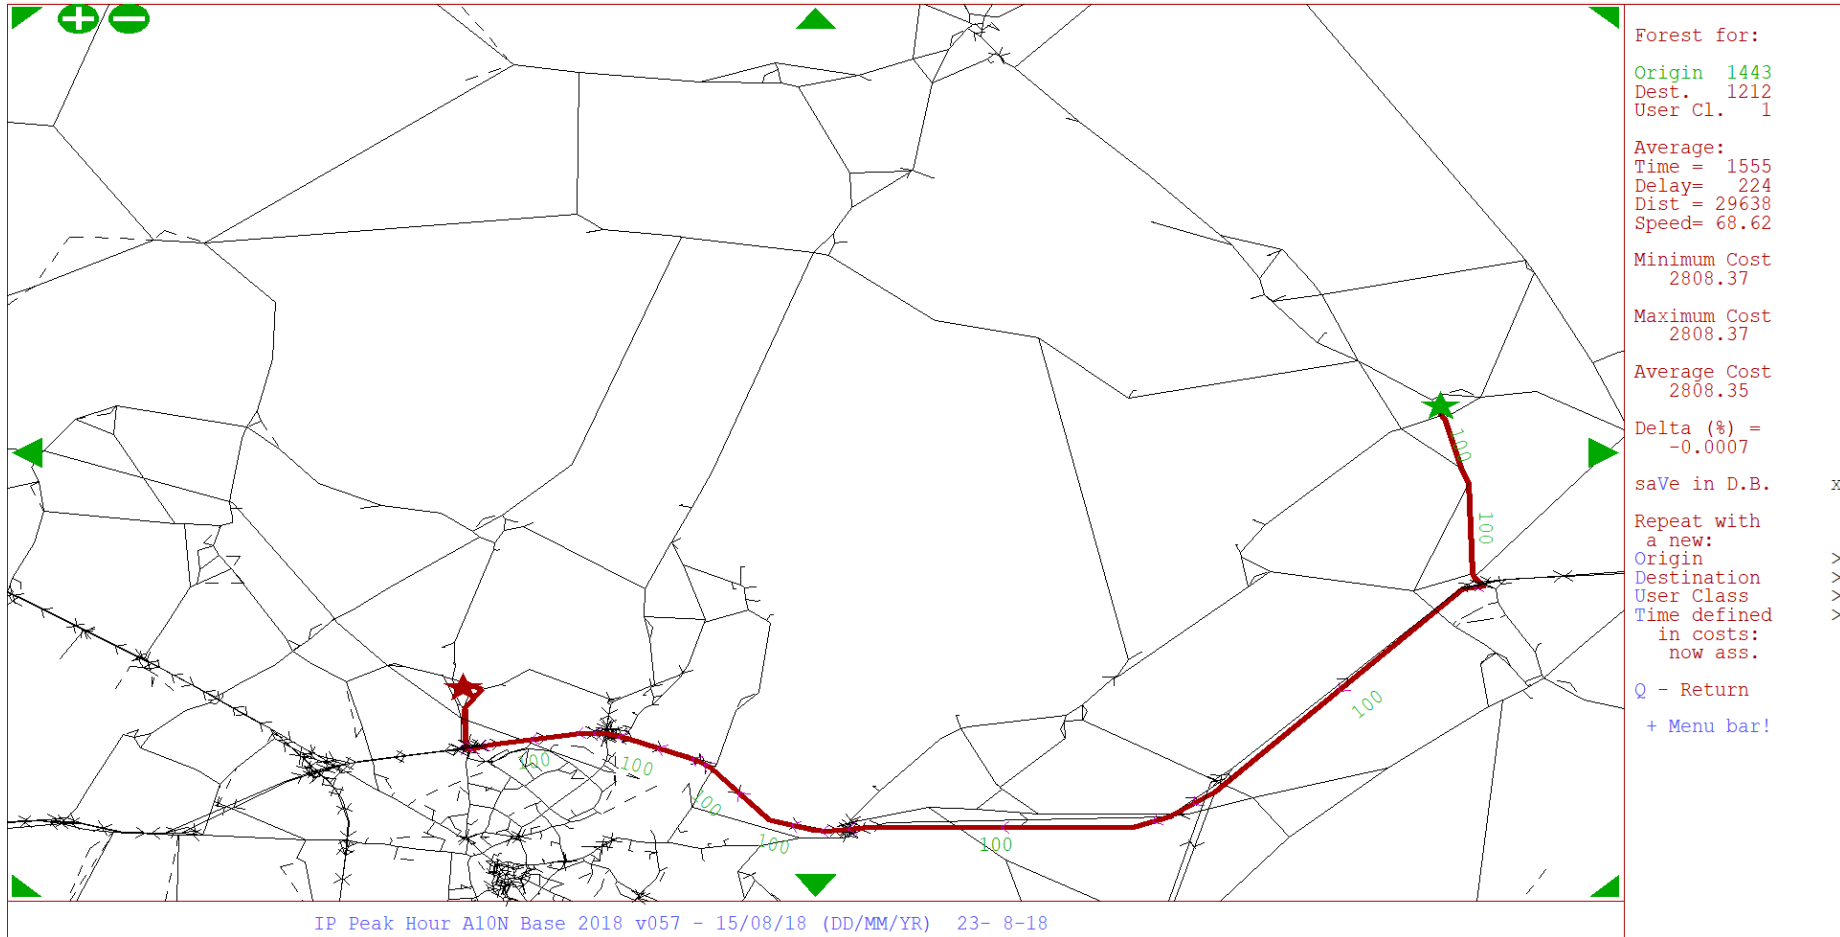 Forest for:
Origin 1443
Dest. 1212
User Cl. 1
Average:
Time = 1555
Delay= 224
Dist = 29638
Speed= 68.62
Minimum Cost
2808.37
Maximum Cost
2808.37
Average Cost
2808.35
Delta (%) =
-0.0007
saVe in D.B. x
Repeat with
a new:
Origin >
Destination >
User Class >
Time defined >
in costs:
now ass.
Q - Return
+ Menu bar!
100
100
100
100
100
100
100
100
IP Peak Hour A10N Base 2018 v057 - 15/08/18 (DD/MM/YR) 23- 8-18